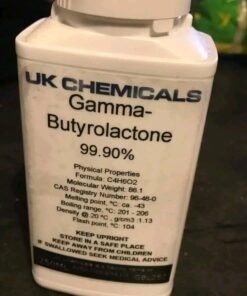 UK CHEMICALS
Gamma-
Butyrolactone
99.90%
Physical Properties
Formula: C4H6O2
Molecular Weight: 86.1
CAS Registry Number: 96-48-0
Melting point, °C: ca. -43
Boiling range, °C: 201 - 206
Density @ 20 °C, g/cm3 :1.13
Flash point, °C: 104
KEEP UPRIGHT
STORE IN A SAFE PLACE
KEEP AWAY FROM CHILDREN
IF SWALLOWED SEEK MEDICAL ADVICE